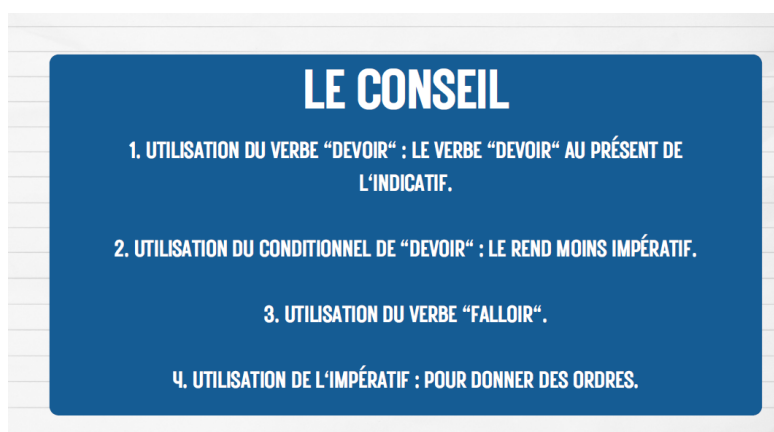 LE CONSEIL
1. UTILISATION DU VERBE “DEVOIR“ : LE VERBE “DEVOIR“ AU PRÉSENT DE
L‘INDICATIF.
2. UTILISATION DU CONDITIONNEL DE “DEVOIR“ : LE REND MOINS IMPÉRATIF.
3. UTILISATION DU VERBE “FALLOIR“.
4. UTILISATION DE L‘IMPÉRATIF : POUR DONNER DES ORDRES.